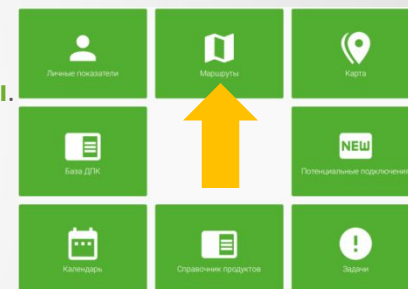 Личные показатели
Маршруты
Карта
ы.
База ДПК
NEW
Потенциальные подключения
Календарь
Справочник продуктов
Задачи